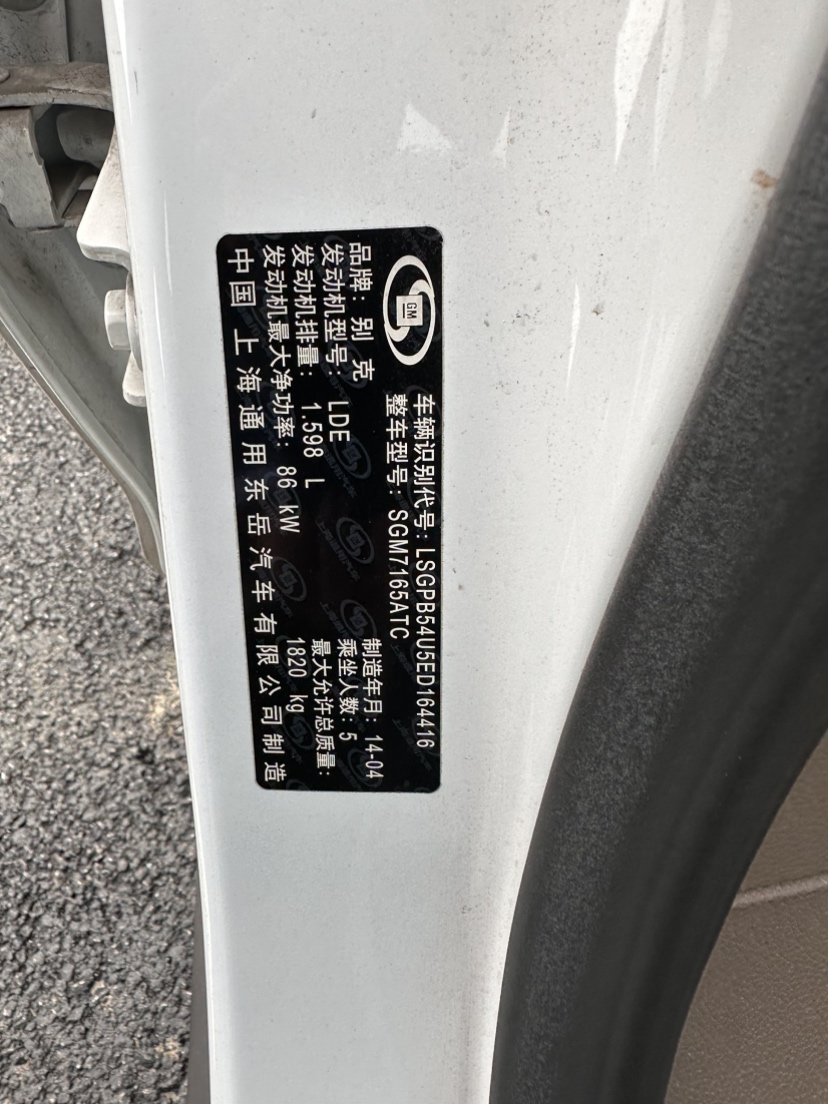 GM
车辆识别代号: LSGPB54U5ED164416
整车型号: SGM7165ATC
品牌: 别 克 制造年月: 14-04
发动机型号: LDE 乘坐人数: 5
发动机排量: 1.598 L 最大允许总质量:
发动机最大净功率: 86 kW 1820 kg
中国 上海通用东岳汽车有限公司制造